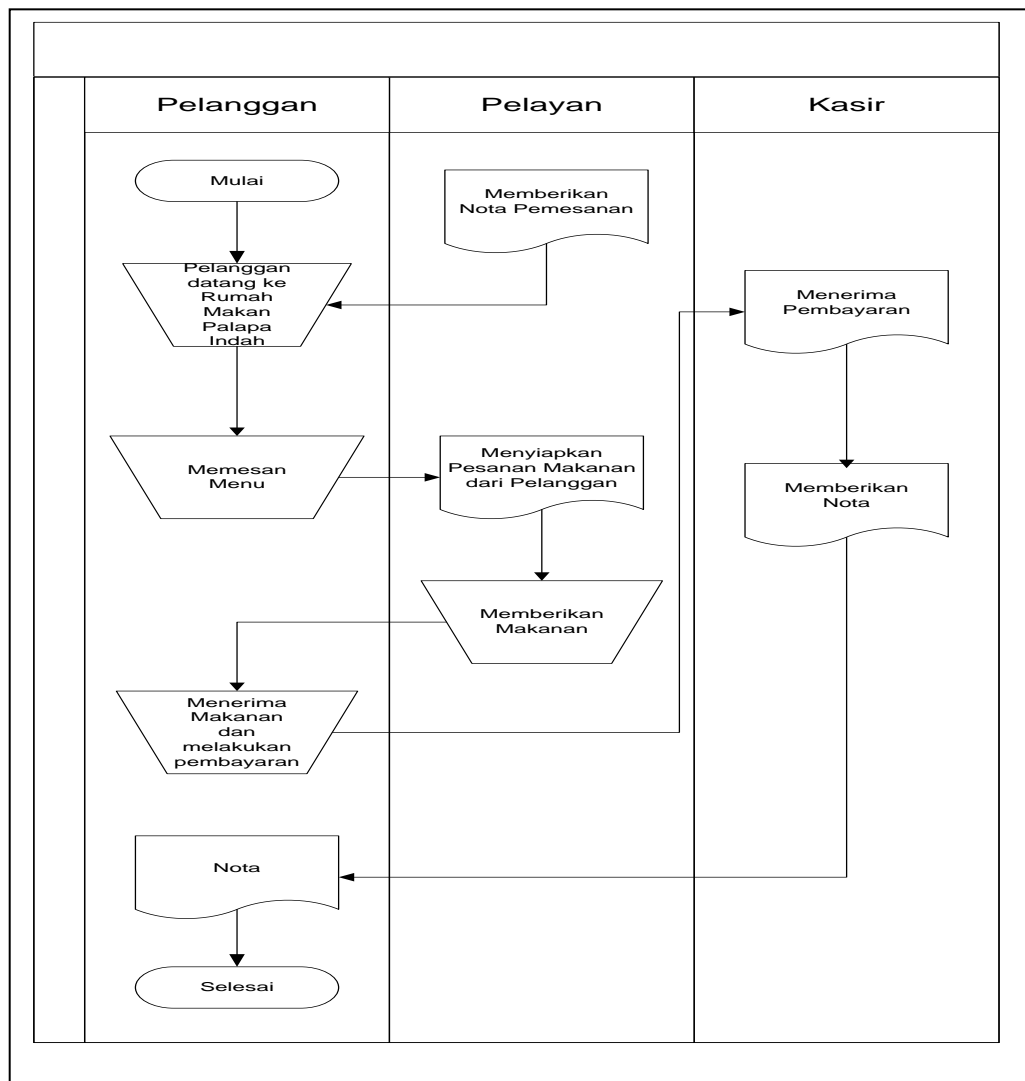 Pelanggan
Pelayan
Kasir
Mulai
Memberikan
Nota Pemesanan
Pelanggan
datang ke
Rumah
Makan
Palapa
Indah
Menerima
Pembayaran
Memesan
Menu
Menyiapkan
Pesanan Makanan
dari Pelanggan
Memberikan
Nota
Memberikan
Makanan
Menerima
Makanan
dan
melakukan
pembayaran
Nota
Selesai